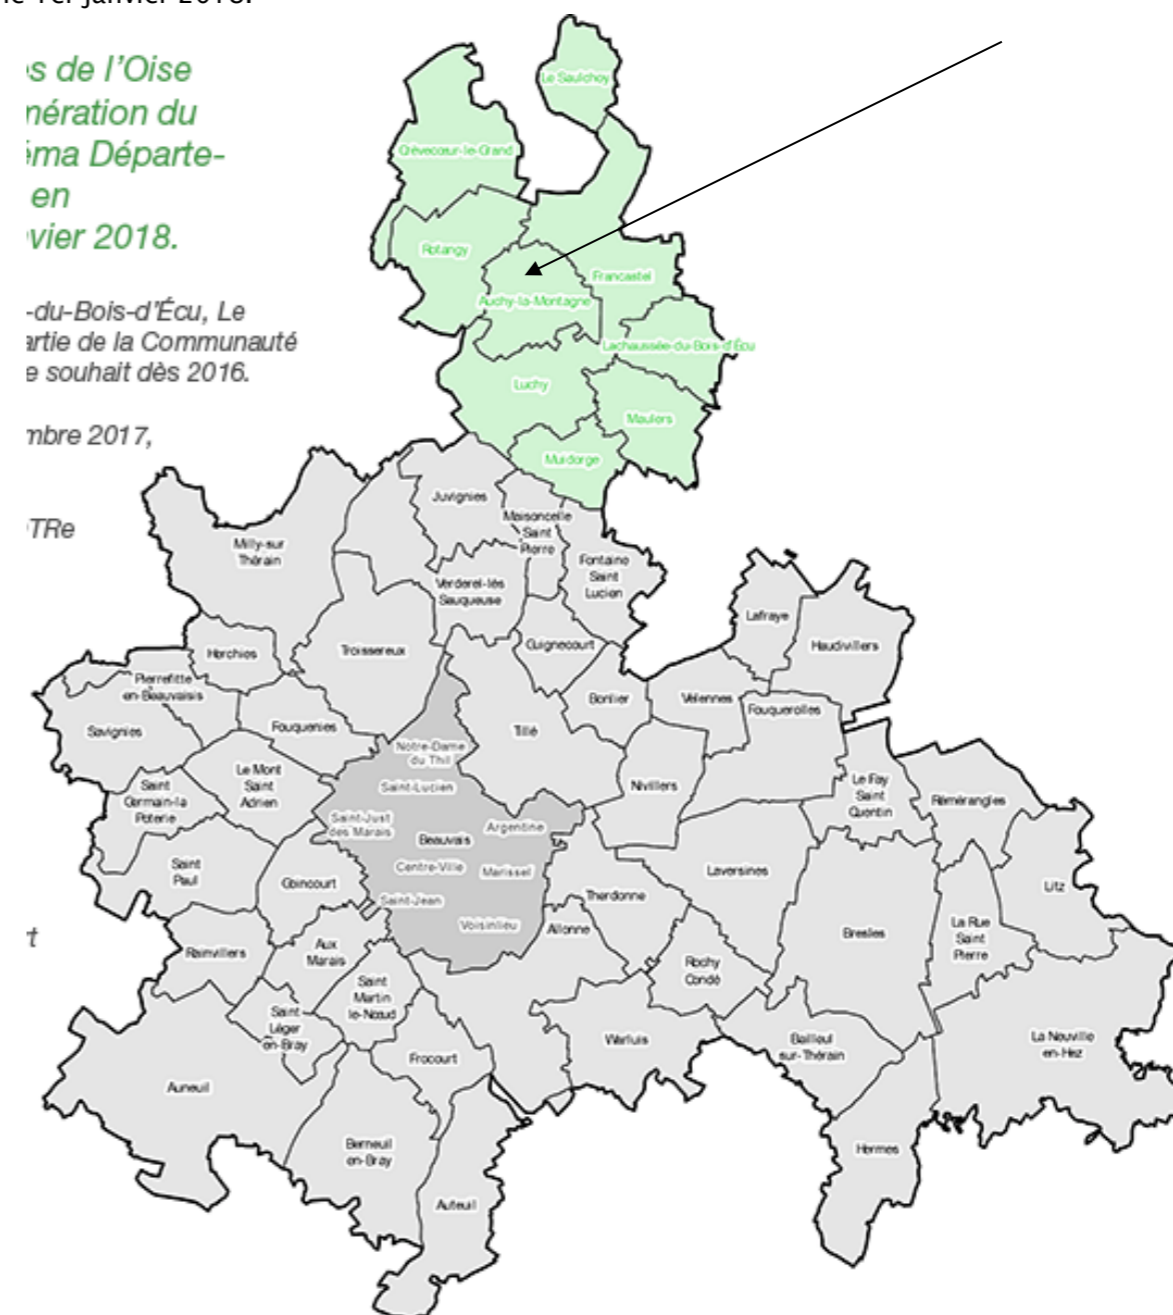 le 1er janvier 2018.
es de l'Oise
mération du
éma Départe-
en
vier 2018.
-du-Bois-d'Écu, Le
artie de la Communauté
e souhait dès 2016.
mbre 2017,
OTRe
rt
Le Saulchoy
Crèvecœur-le-Grand
Rotangy
Francastel
Auchy-la-Montagne
Lachaussée-du-Bois-d'Écu
Luchy
Maulers
Muidorge
Juvignies
Maisoncelle
Saint
Pierre
Milly-sur
Thérain
Fontaine
Saint
Lucien
Verderel-lès
Sauqueuse
Lafraye
Haudivillers
Guignecourt
Troissereux
Herchies
Pierrefitte
en-Beauvaisis
Bonlier
Velennes
Fouquerolles
Savignies
Fouquenies
Tillé
Notre-Dame
du Thil
Le Mont
Saint
Adrien
Saint
Germain-la
Poterie
Saint-Lucien
Nivillers
Le Fay
Saint
Quentin
Rémérangles
Saint-Just
des Marais
Argentine
Beauvais
Centre-Ville
Marissel
Laversines
Saint
Paul
Goincourt
Litz
Therdonne
Saint-Jean
Voisinlieu
Allonne
Bresles
La Rue
Saint
Pierre
Rainvillers
Aux
Marais
Rochy
Condé
Saint
Martin
le-Nœud
Saint
Léger
en-Bray
Warluis
Bailleul
sur-Thérain
La Neuville
en-Hez
Frocourt
Auneuil
Berneuil
en-Bray
Hermes
Auteuil